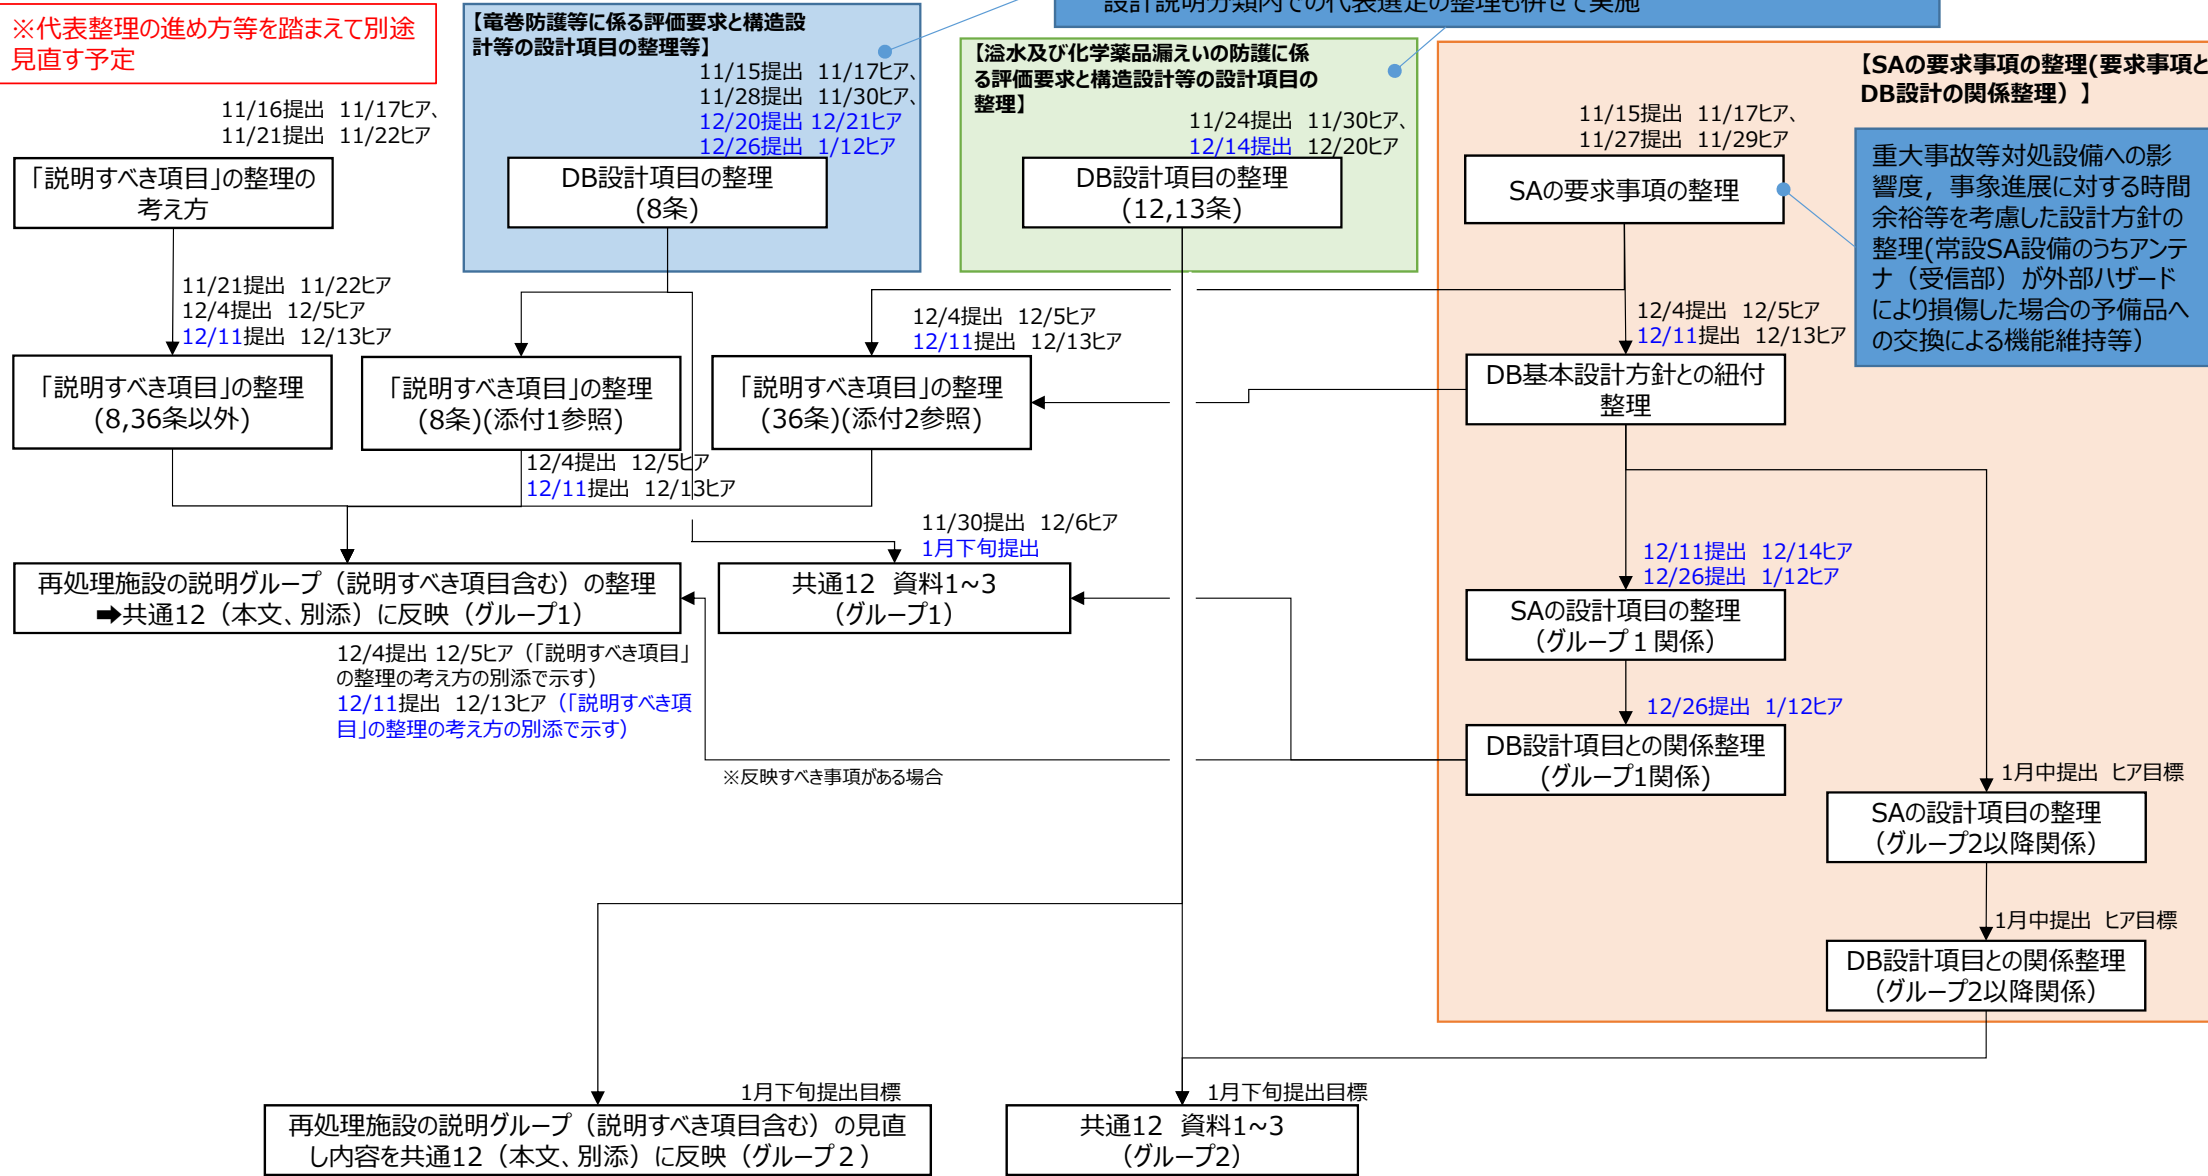 ※代表整理の進め方等を踏まえて別途
見直す予定
【竜巻防護等に係る評価要求と構造設
計等の設計項目の整理等】
11/15提出 11/17ヒア、
11/28提出 11/30ヒア、
12/20提出 12/21ヒア
12/26提出 1/12ヒア
設計説明分類内での代表選定の整理も併せて実施
【溢水及び化学薬品漏えいの防護に係
る評価要求と構造設計等の設計項目の
整理】
11/24提出 11/30ヒア、
12/14提出 12/20ヒア
【SAの要求事項の整理(要求事項と
DB設計の関係整理）】
11/15提出 11/17ヒア、
11/27提出 11/29ヒア
11/16提出 11/17ヒア、
11/21提出 11/22ヒア
「説明すべき項目」の整理の
考え方
DB設計項目の整理
(8条)
DB設計項目の整理
(12,13条)
SAの要求事項の整理
重大事故等対処設備への影
響度，事象進展に対する時間
余裕等を考慮した設計方針の
整理(常設SA設備のうちアンテ
ナ（受信部）が外部ハザード
により損傷した場合の予備品へ
の交換による機能維持等）
11/21提出 11/22ヒア
12/4提出 12/5ヒア
12/11提出 12/13ヒア
12/4提出 12/5ヒア
12/11提出 12/13ヒア
12/4提出 12/5ヒア
12/11提出 12/13ヒア
「説明すべき項目」の整理
(8,36条以外)
「説明すべき項目」の整理
(8条)(添付1参照)
「説明すべき項目」の整理
(36条)(添付2参照)
DB基本設計方針との紐付
整理
12/4提出 12/5ヒア
12/11提出 12/13ヒア
11/30提出 12/6ヒア
1月下旬提出
12/11提出 12/14ヒア
12/26提出 1/12ヒア
再処理施設の説明グループ（説明すべき項目含む）の整理
➡共通12（本文、別添）に反映（グループ1）
共通12 資料1~3
（グループ1）
SAの設計項目の整理
（グループ１関係）
12/4提出 12/5ヒア（「説明すべき項目」
の整理の考え方の別添で示す）
12/11提出 12/13ヒア（「説明すべき項
目」の整理の考え方の別添で示す）
12/26提出 1/12ヒア
DB設計項目との関係整理
(グループ1関係）
※反映すべき事項がある場合
1月中提出 ヒア目標
SAの設計項目の整理
（グループ2以降関係）
1月中提出 ヒア目標
DB設計項目との関係整理
（グループ2以降関係）
1月下旬提出目標
再処理施設の説明グループ（説明すべき項目含む）の見直
し内容を共通12（本文、別添）に反映（グループ２）
1月下旬提出目標
共通12 資料1~3
（グループ2）